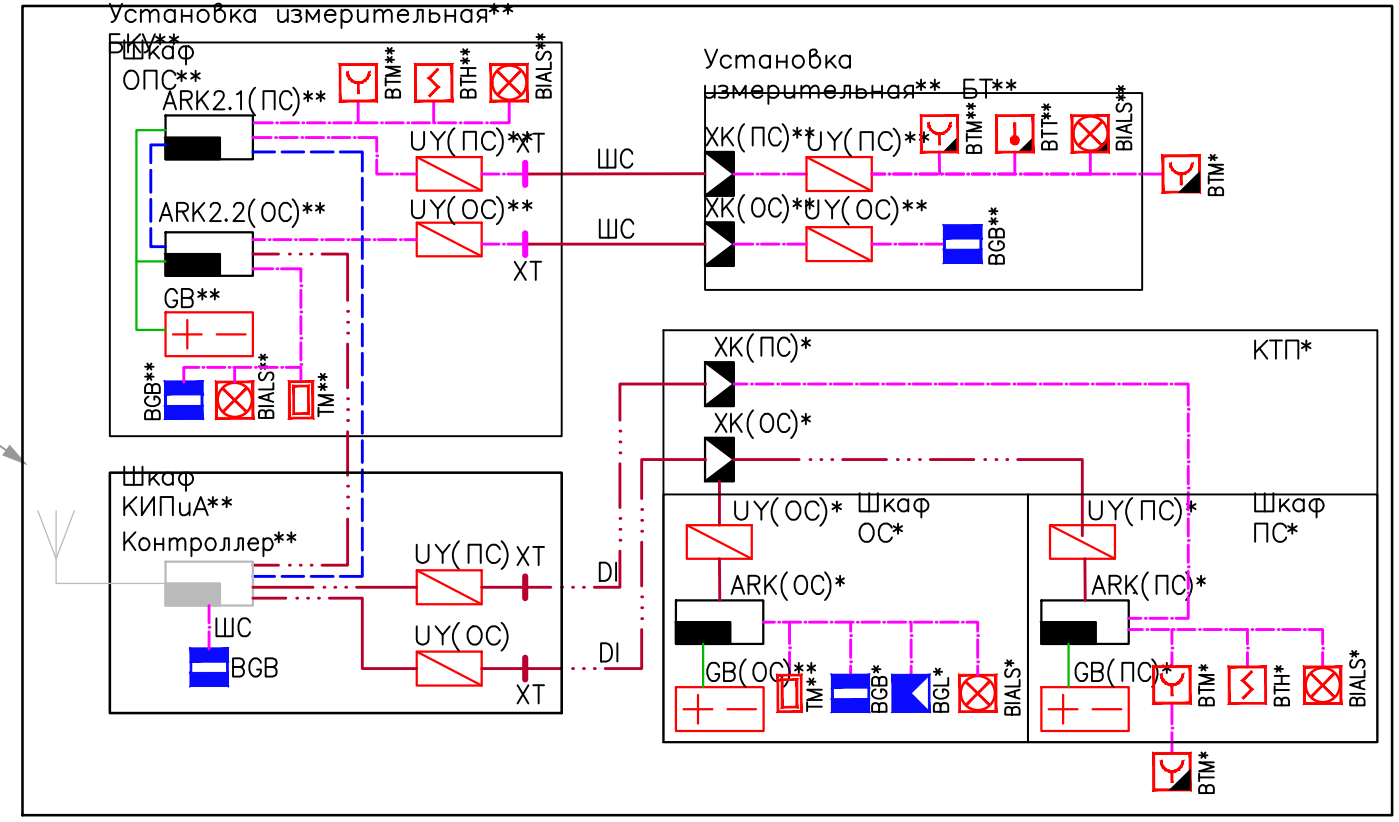 Установка измерительная**
БКУ**
Шкаф
ОПС**
ARK2.1(ПС)**
BTM**
BTH**
BIALS**
UY(ПС)**
XT
ШС
ARK2.2(ОС)**
UY(ОС)**
ШС
XT
GB**
BGB**
BIALS**
TM**
Установка
измерительная** БТ**
XK(ПС)**
UY(ПС)**
BTM**
BTT**
BIALS**
BTM*
XK(ОС)**
UY(ОС)**
BGB**
Шкаф
КИПиА**
Контроллер**
UY(ПС)
XT
DI
ШС
BGB
UY(ОС)
DI
XT
КТП*
XK(ПС)*
XK(ОС)*
Шкаф
ОС*
UY(ОС)*
ARK(ОС)*
GB(ОС)**
TM**
BGB*
BGL*
BIALS*
Шкаф
ПС*
UY(ПС)*
ARK(ПС)*
GB(ПС)*
BTM*
BTH*
BIALS*
BTM*